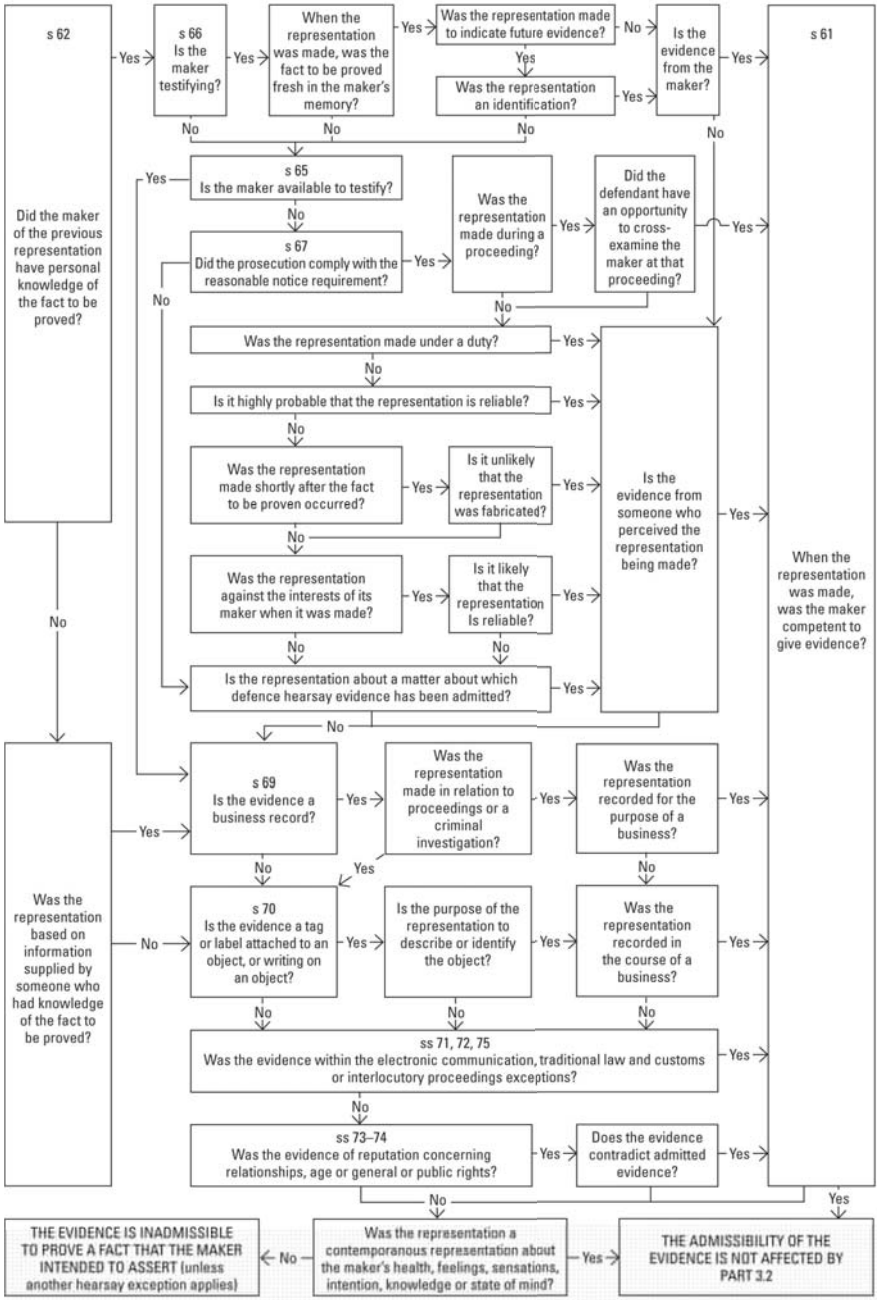 s 62
Did the maker
of the previous
representation
have personal
knowledge of
the fact to be
proved?
Yes
s 66
Is the
maker
testifying?
Yes
When the
representation
was made, was the
fact to be proved
fresh in the maker's
memory?
Yes
Was the representation made
to indicate future evidence?
No
Yes
Was the representation
an identification?
Yes
Is the
evidence
from the
maker?
Yes
s 61
When the
representation
was made,
was the maker
competent to
give evidence?
No
No
No
No
Yes
s 65
Is the maker available to testify?
No
s 67
Did the prosecution comply with the
reasonable notice requirement?
Yes
No
Was the
representation
made during a
proceeding?
Yes
Did the
defendant have
an opportunity
to cross-
examine the
maker at that
proceeding?
Yes
No
Was the representation made under a duty?
Yes
No
Is it highly probable that the representation is reliable?
Yes
No
Was the representation
made shortly after the fact
to be proven occurred?
Yes
Is it unlikely
that the
representation
was fabricated?
Yes
Is the
evidence from
someone who
perceived the
representation
being made?
Yes
No
Was the representation
against the interests of its
maker when it was made?
Yes
Is it likely
that the
representation
Is reliable?
Yes
No
No
No
Is the representation about a matter about which
defence hearsay evidence has been admitted?
Yes
No
Was the
representation
based on
information
supplied by
someone who
had knowledge
of the fact to
be proved?
Yes
s 69
Is the evidence a
business record?
Yes
Was the
representation
made in relation to
proceedings or a
criminal
investigation?
Yes
Was the
representation
recorded for the
purpose of a
business?
Yes
No
Yes
No
No
s 70
Is the evidence a tag
or label attached to an
object, or writing on
an object?
Yes
Is the purpose of the
representation to
describe or identify
the object?
Yes
Was the
representation
recorded in
the course of a
business?
Yes
No
No
No
ss 71, 72, 75
Was the evidence within the electronic communication, traditional law and customs
or interlocutory proceedings exceptions?
Yes
No
ss 73–74
Was the evidence of reputation concerning
relationships, age or general or public rights?
Yes
Does the evidence
contradict admitted
evidence?
Yes
No
Yes
THE EVIDENCE IS INADMISSIBLE
TO PROVE A FACT THAT THE MAKER
INTENDED TO ASSERT (unless
another hearsay exception applies)
No
Was the representation a
contemporanous representation about
the maker's health, feelings, sensations,
intention, knowledge or state of mind?
Yes
THE ADMISSIBILITY OF THE
EVIDENCE IS NOT AFFECTED BY
PART 3.2